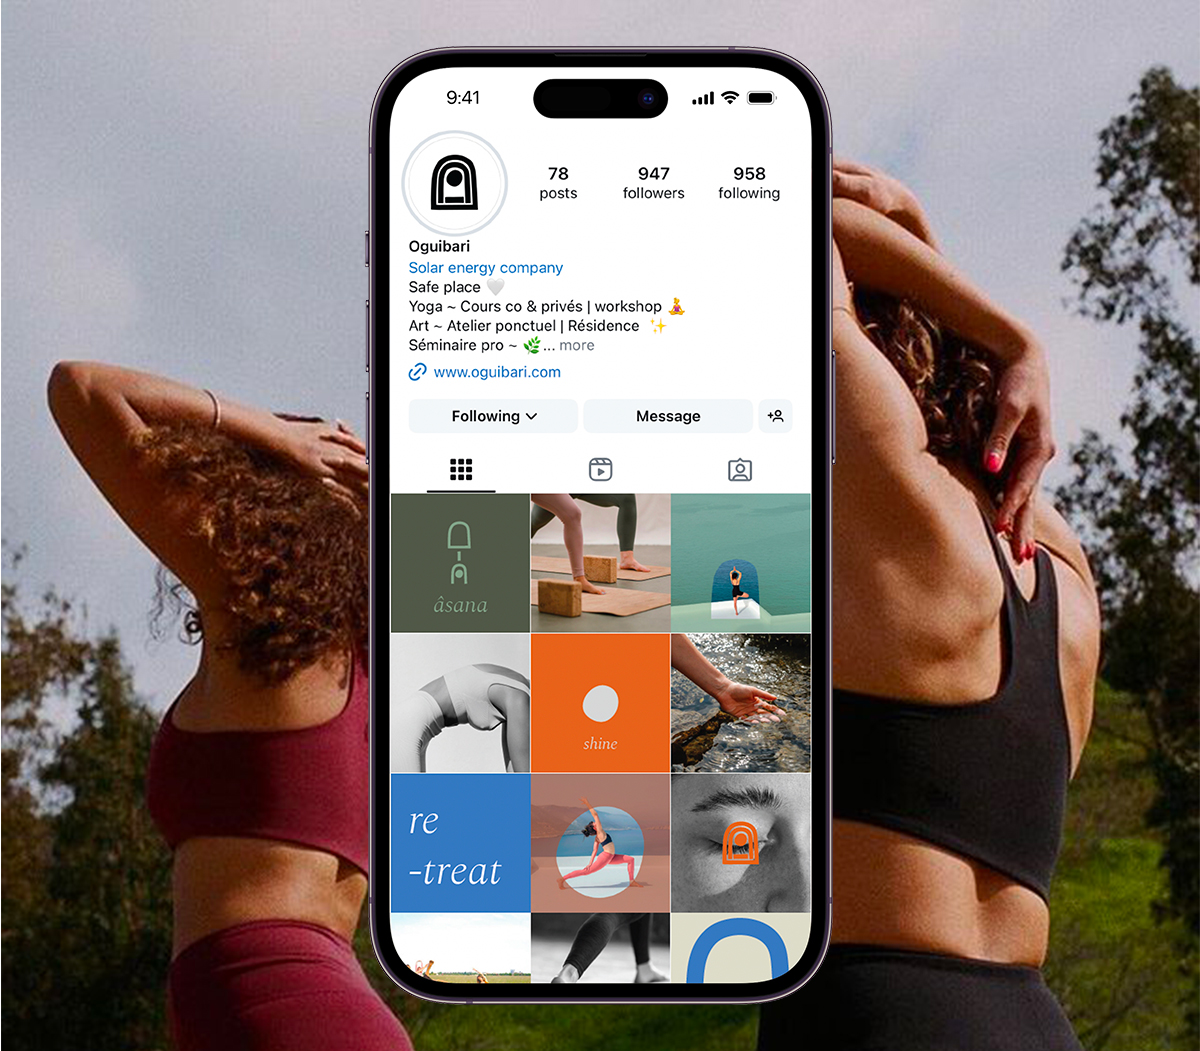 9:41
78 947 958
posts followers following
Oguibari
Solar energy company
Safe place 🤍
Yoga ~ Cours co & privés | workshop 🧘‍♀️
Art ~ Atelier ponctuel | Résidence ✨
Séminaire pro ~ 🌿... more
www.oguibari.com
Following Message
âsana
shine
re
-treat